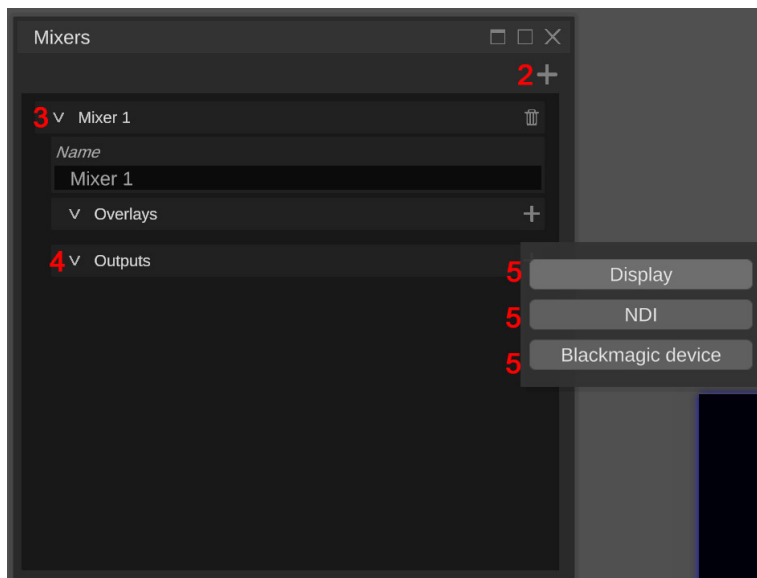 Mixers
2
3 Mixer 1
Name
Mixer 1
Overlays
4 Outputs
5 Display
5 NDI
5 Blackmagic device